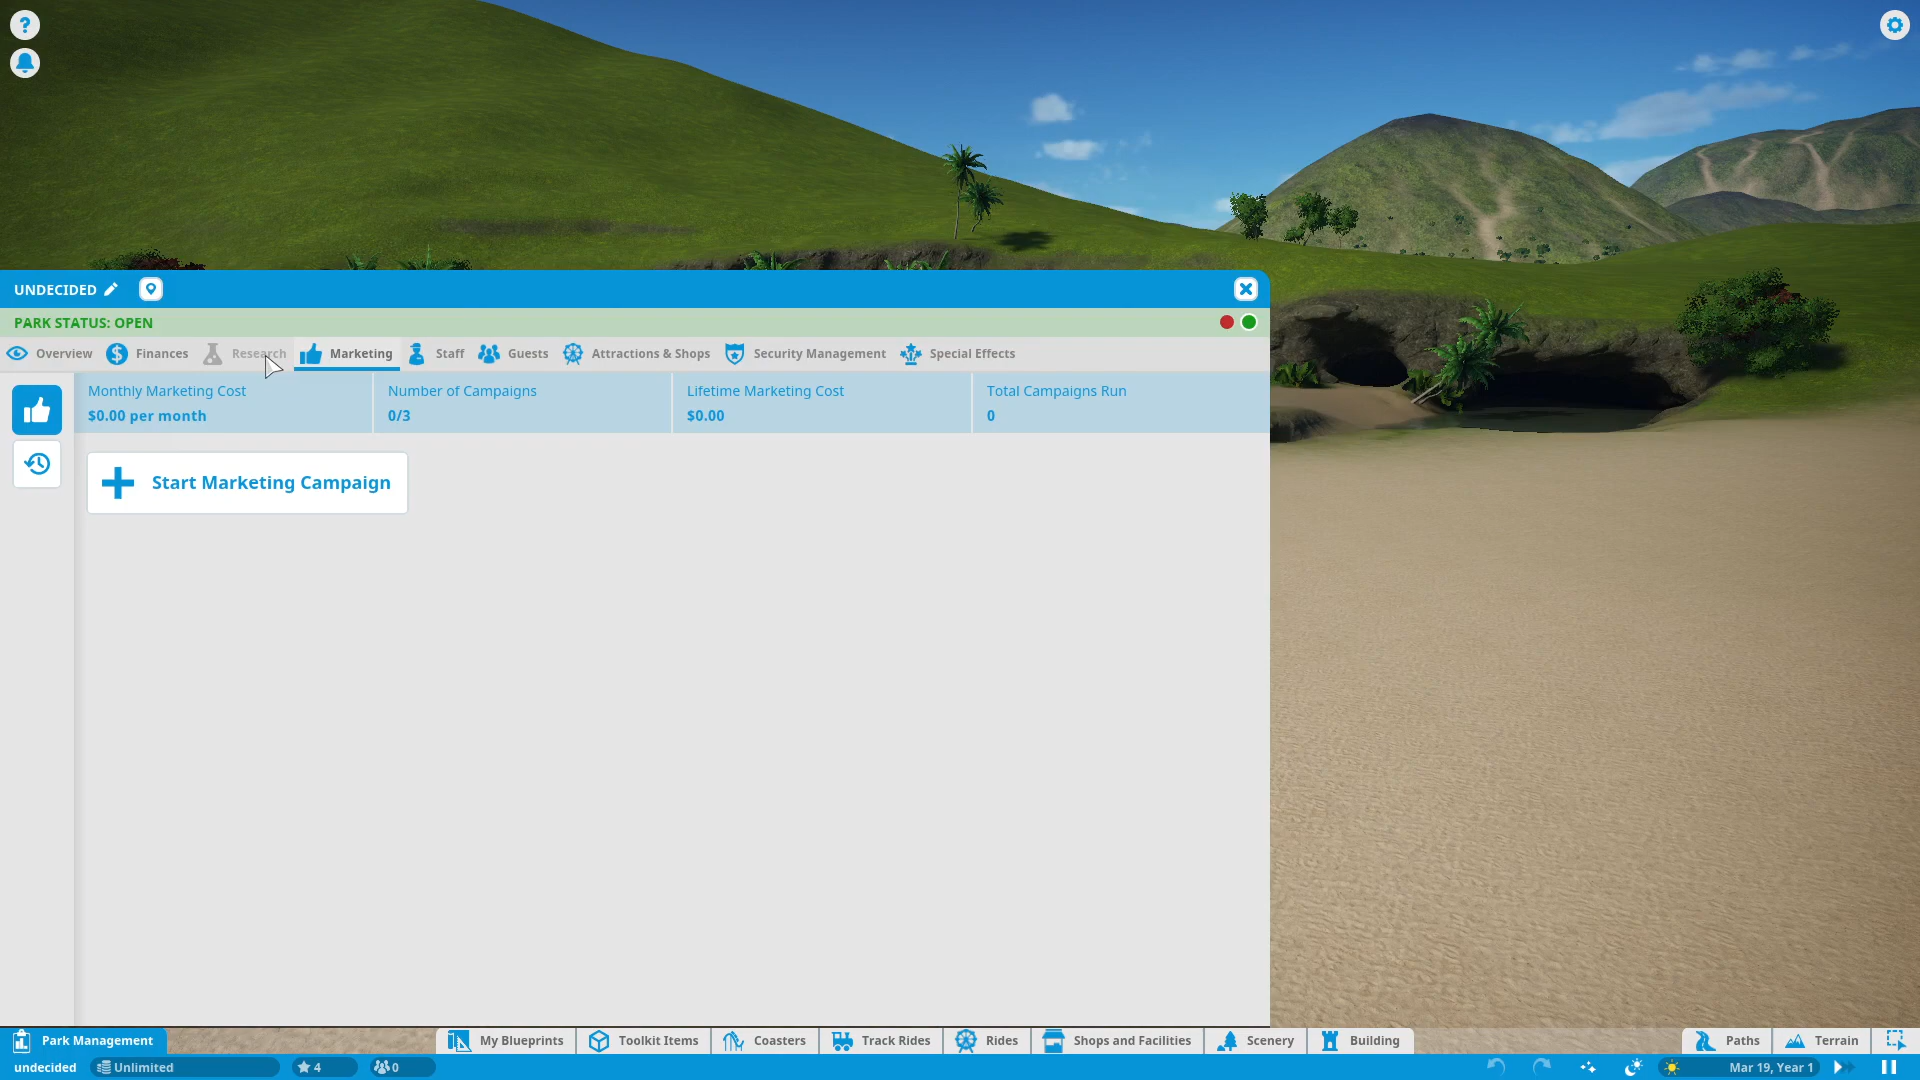 ?
UNDECIDED
PARK STATUS: OPEN
Overview Finances Research Marketing Staff Guests Attractions & Shops Security Management Special Effects
Monthly Marketing Cost Number of Campaigns Lifetime Marketing Cost Total Campaigns Run
$0.00 per month 0/3 $0.00 0
Start Marketing Campaign
Park Management My Blueprints Toolkit Items Coasters Track Rides Rides Shops and Facilities Scenery Building Paths Terrain
undecided Unlimited 4 0 Mar 19, Year 1